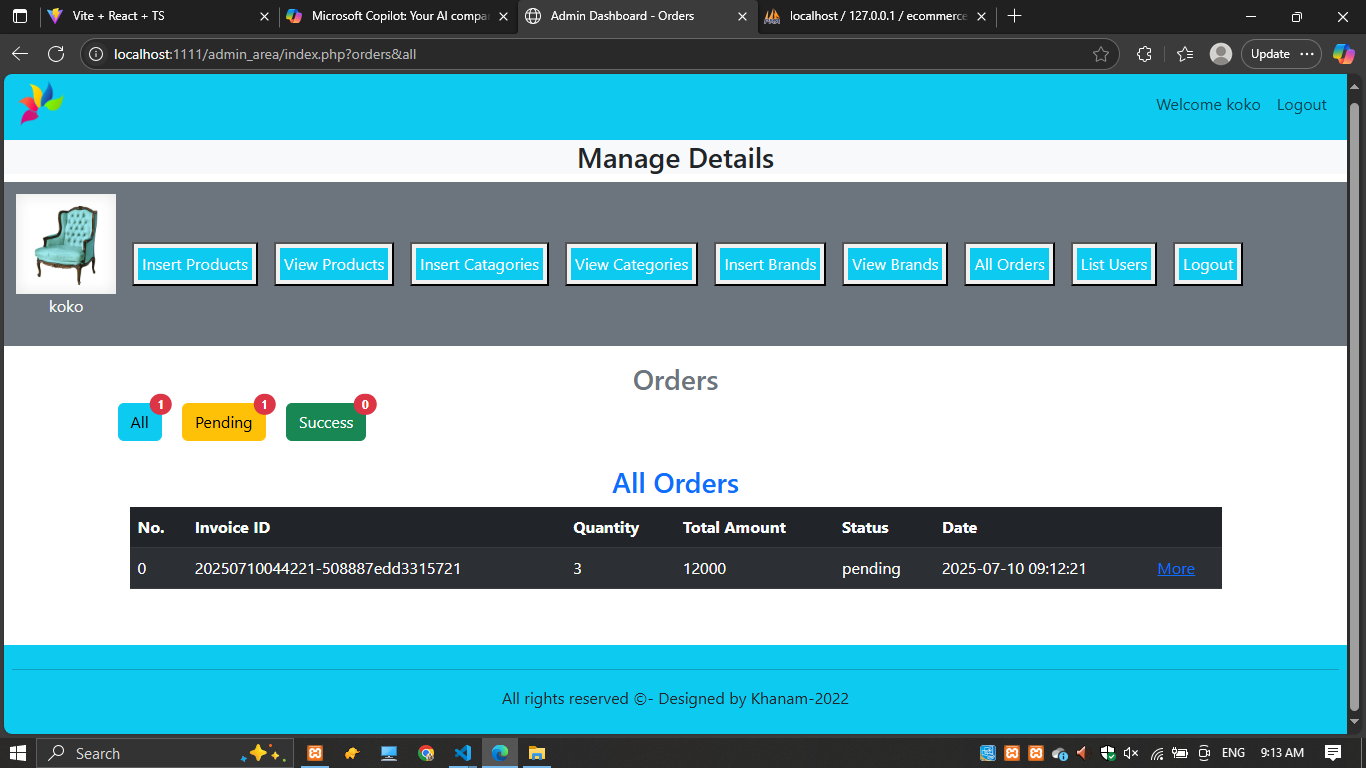 Vite + React + TS
Microsoft Copilot: Your AI compa
Admin Dashboard - Orders
localhost / 127.0.0.1 / ecommerce
localhost:1111/admin_area/index.php?orders&all
Update
Welcome koko Logout
Manage Details
Insert Products View Products Insert Catagories View Categories Insert Brands View Brands All Orders List Users Logout
koko
Orders
All 1 Pending 1 Success 0
All Orders
No. Invoice ID Quantity Total Amount Status Date
0 20250710044221-508887edd3315721 3 12000 pending 2025-07-10 09:12:21 More
All rights reserved ©- Designed by Khanam-2022
Search
ENG 9:13 AM